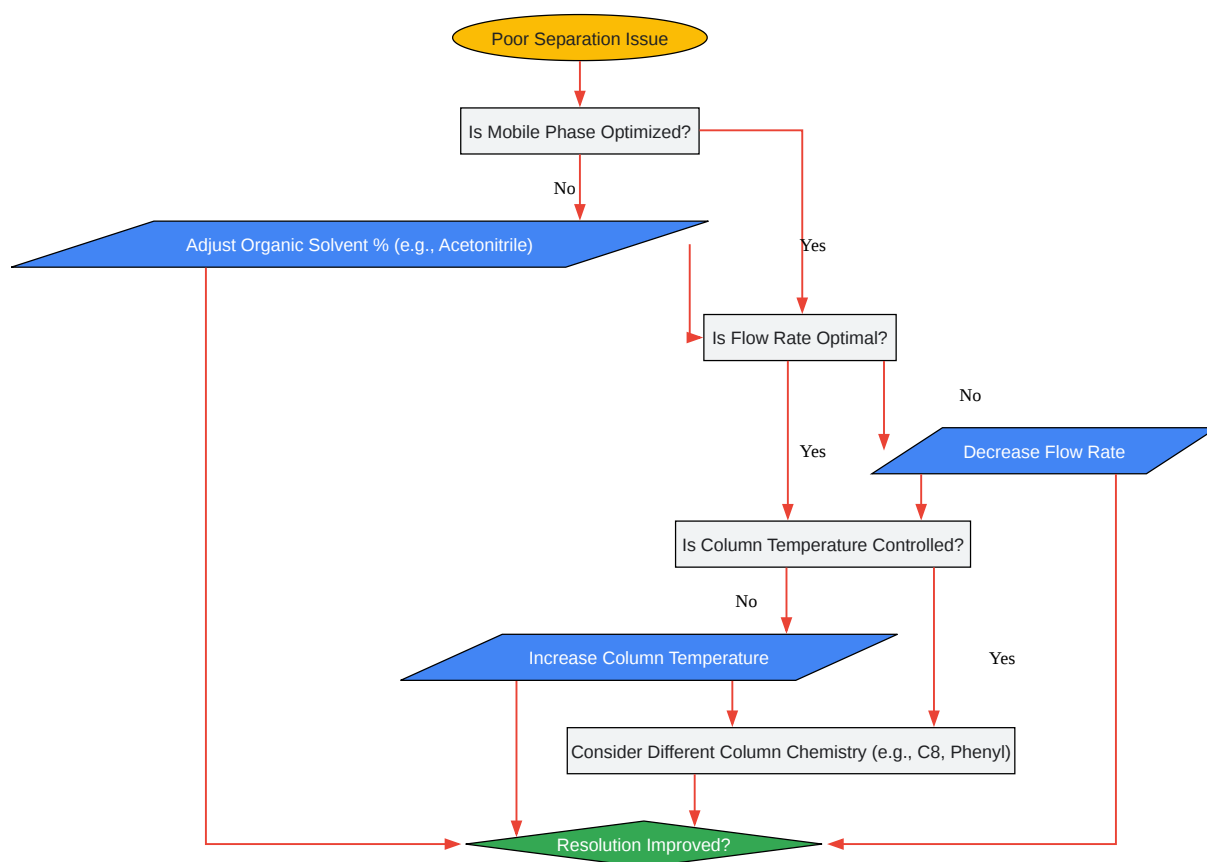 Poor Separation Issue
Is Mobile Phase Optimized?
No
Adjust Organic Solvent % (e.g., Acetonitrile)
Yes
Is Flow Rate Optimal?
No
Yes
Decrease Flow Rate
Is Column Temperature Controlled?
No
Increase Column Temperature
Yes
Consider Different Column Chemistry (e.g., C8, Phenyl)
Resolution Improved?